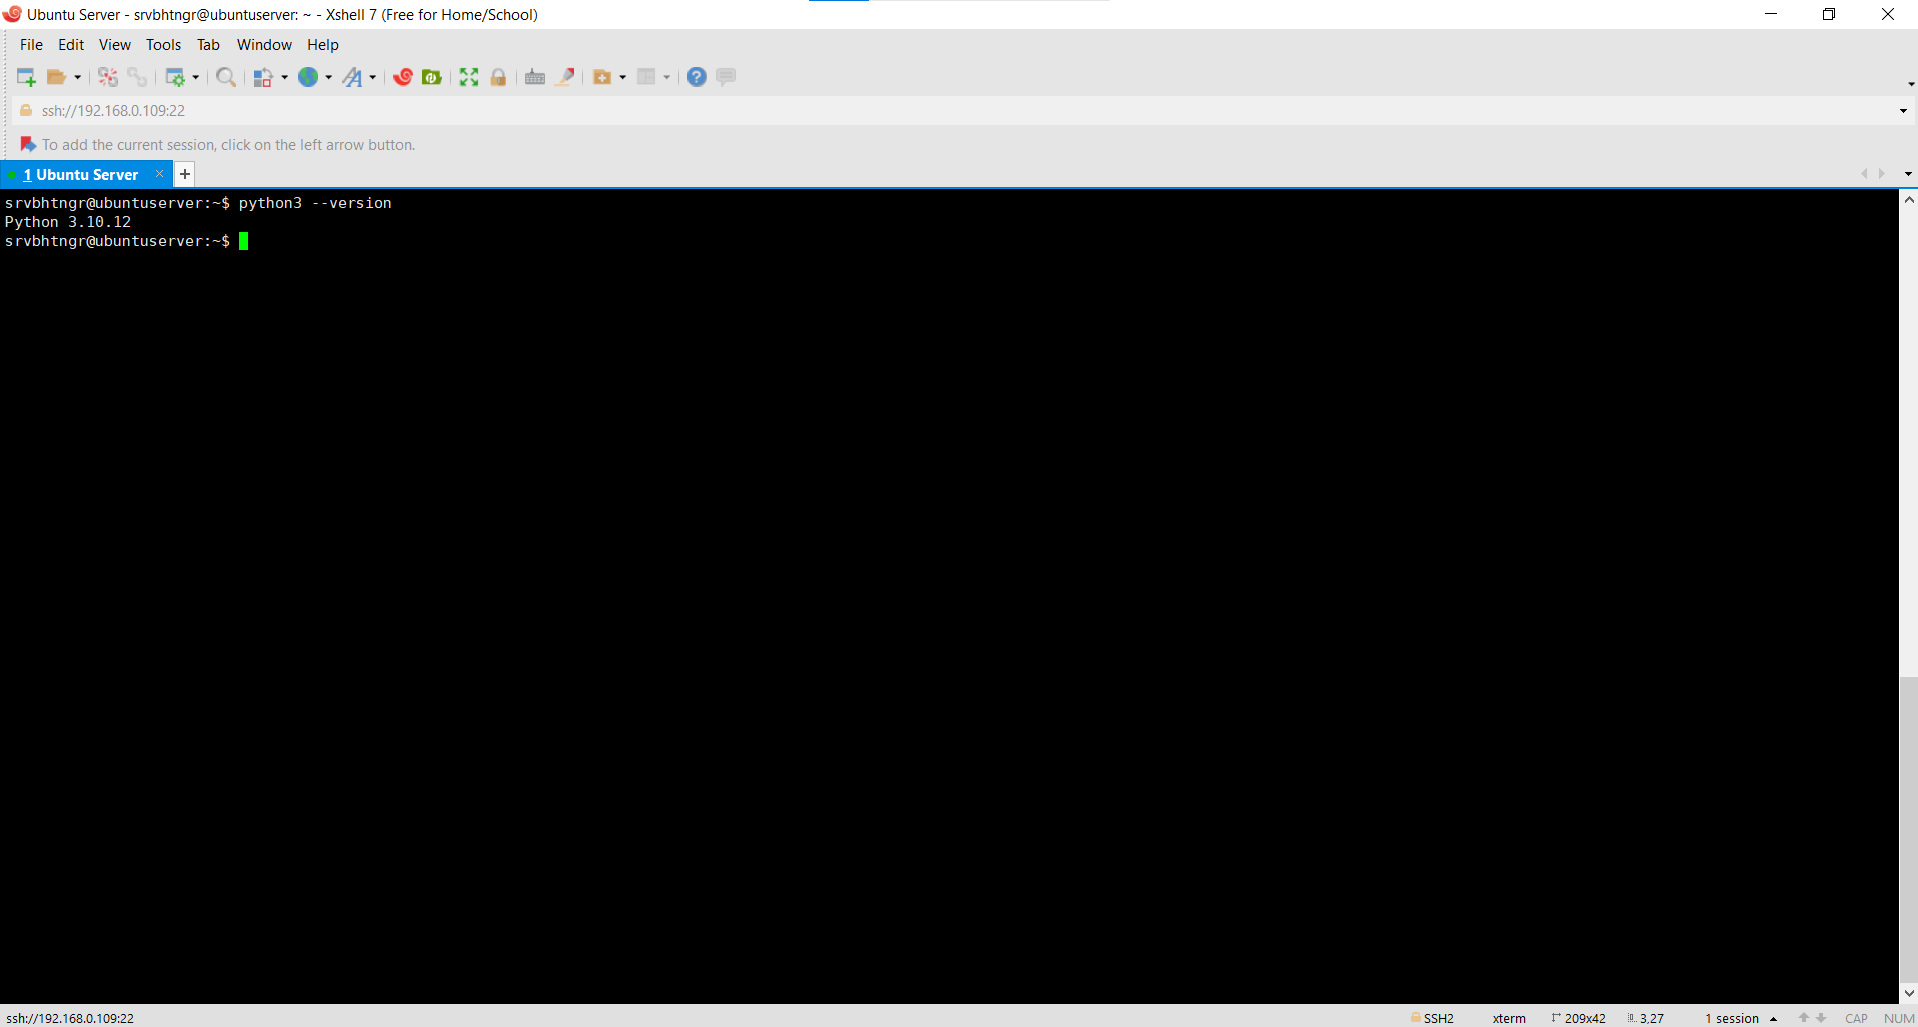 Ubuntu Server - srvbhtngr@ubuntuserver: ~ - Xshell 7 (Free for Home/School)
File Edit View Tools Tab Window Help
ssh://192.168.0.109:22
To add the current session, click on the left arrow button.
1 Ubuntu Server × +
srvbhtngr@ubuntuserver:~$ python3 --version
Python 3.10.12
srvbhtngr@ubuntuserver:~$
ssh://192.168.0.109:22 SSH2 xterm 209x42 3,27 1 session CAP NUM